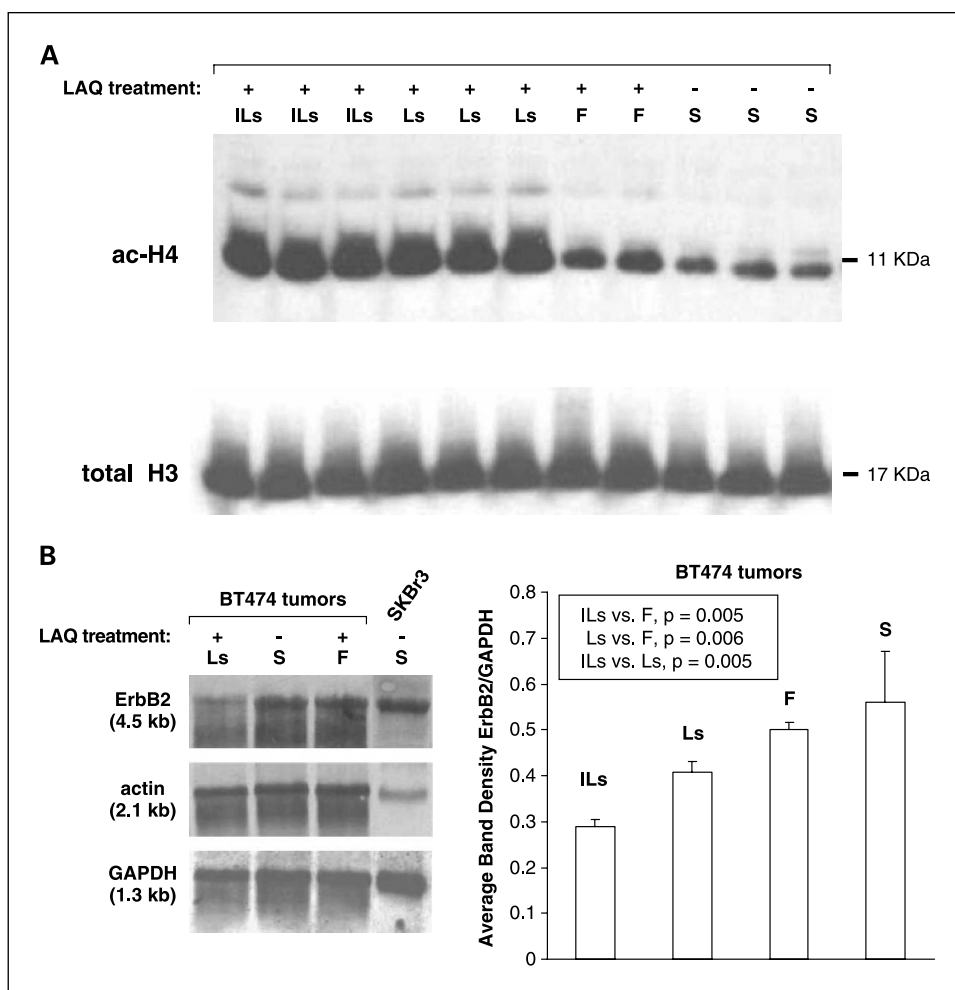 A
LAQ treatment: + + + + + + + + - - -
ILs ILs ILs Ls Ls Ls F F S S S
ac-H4
11 KDa
total H3
17 KDa
B
BT474 tumors
SKBr3
LAQ treatment: + - + -
Ls S F S
ErbB2
(4.5 kb)
actin
(2.1 kb)
GAPDH
(1.3 kb)
BT474 tumors
Average Band Density ErbB2/GAPDH
0.8
0.7
0.6
0.5
0.4
0.3
0.2
0.1
0
ILs vs. F, p = 0.005
Ls vs. F, p = 0.006
ILs vs. Ls, p = 0.005
ILs
Ls
F
S